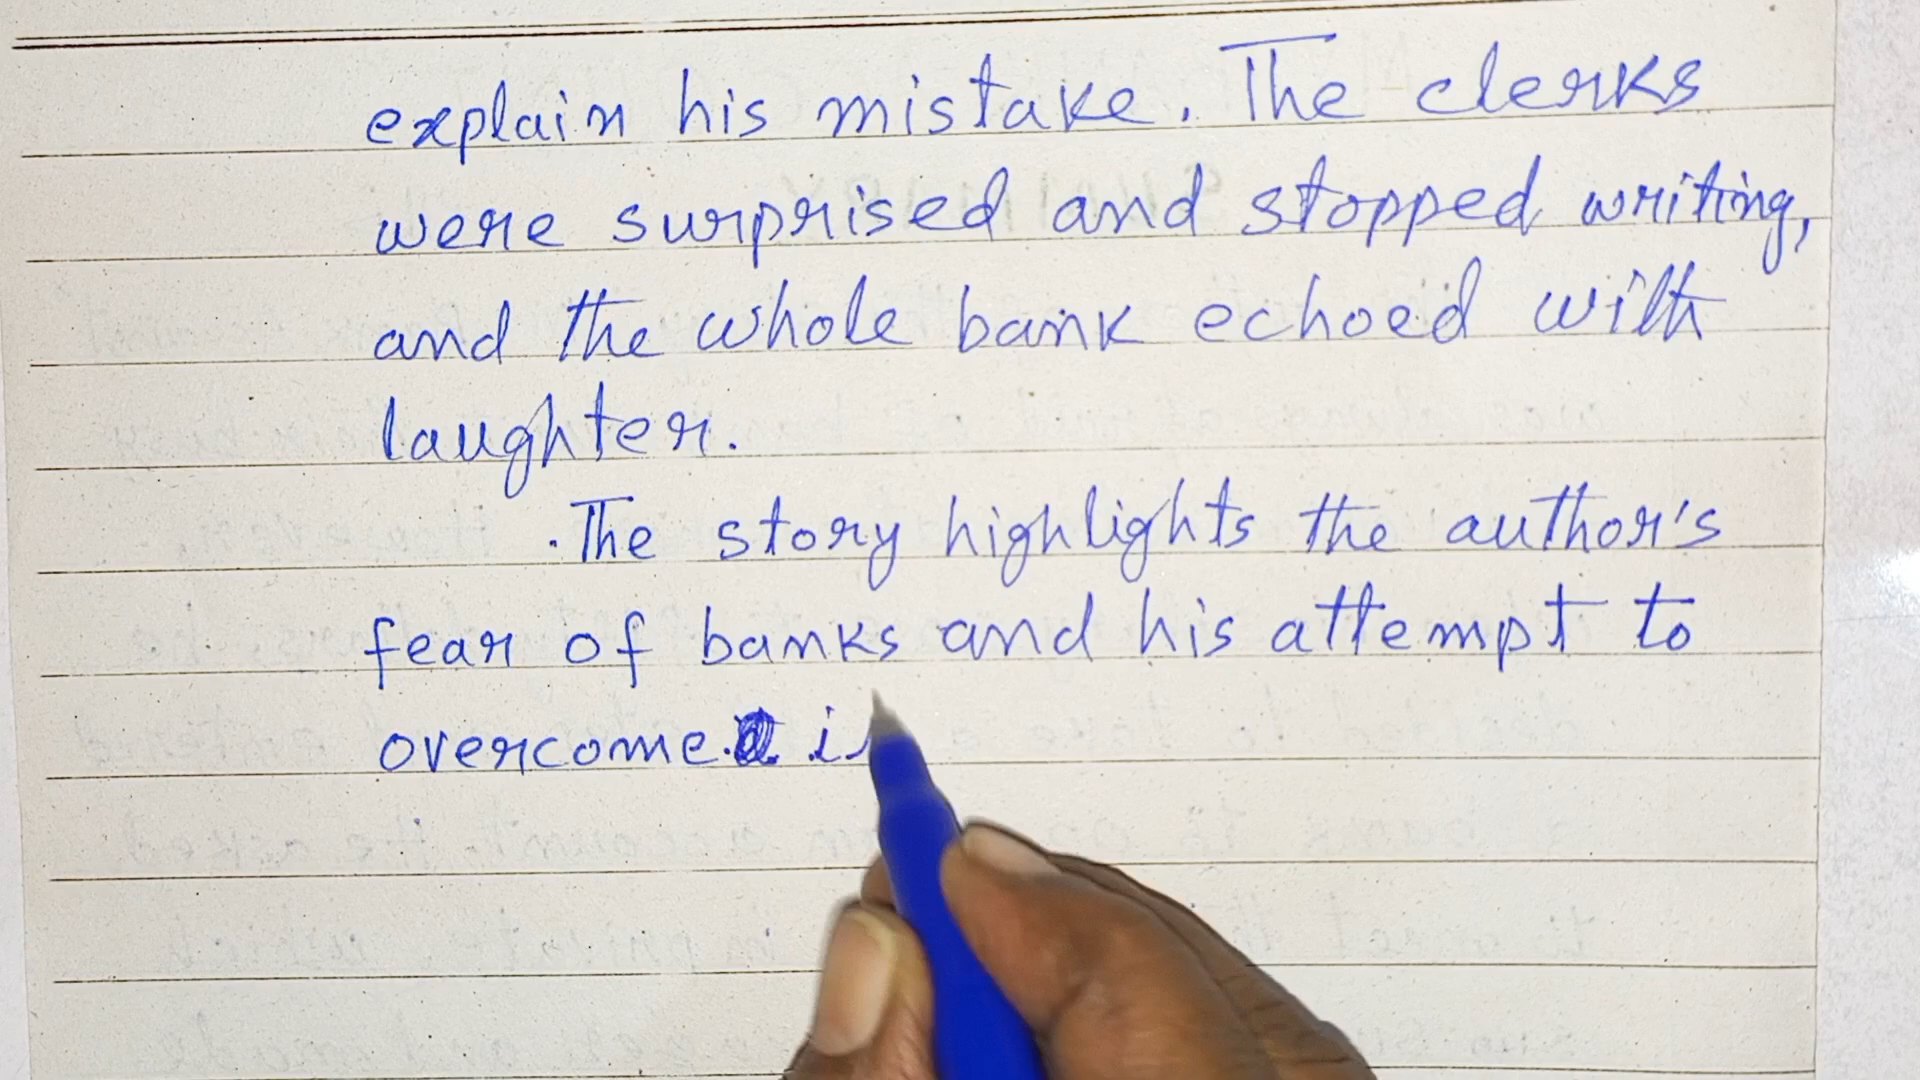 explain his mistake. The clerks
were surprised and stopped writing,
and the whole bank echoed with
laughter.
The story highlights the author's
fear of banks and his attempt to
overcome